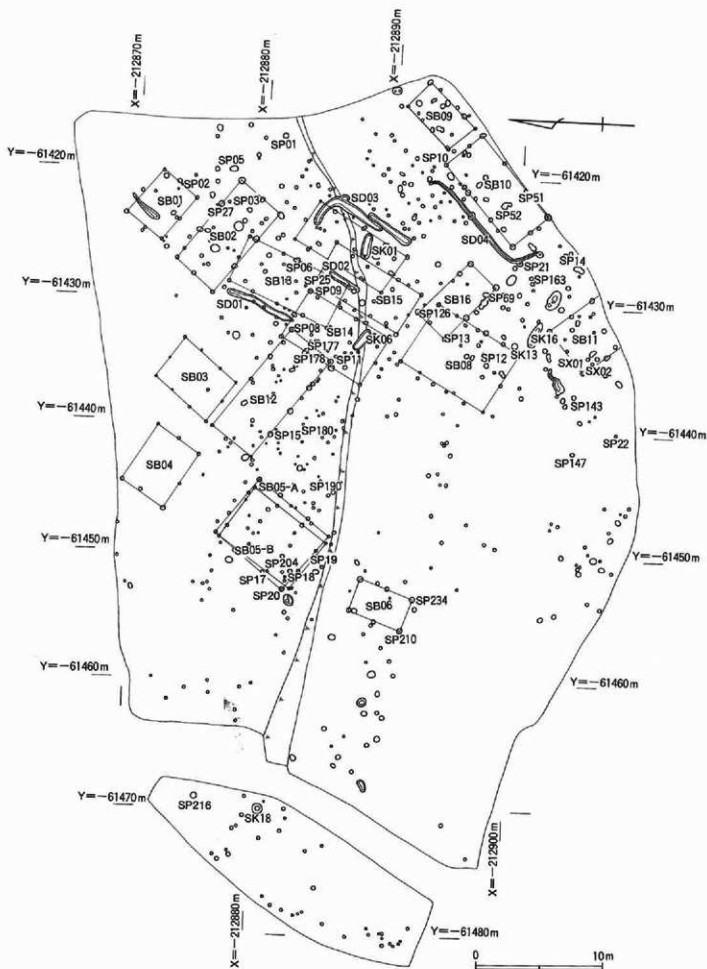 X=-212870m
X=-212880m
X=-212890m
Y=-61420m
SP01
SB09
SP05
SP10
Y=-61420m
SP02
SB01
SP03
SP27
SB10
SP51
SP52
SD03
SB02
SD04
SK01
SP14
SP21
Y=-61430m
SP06
SD02
SP163
SB13
SP25
SP09
SB15
SB16
SP69
Y=-61430m
SD01
SP126
SP08
SB14
SP13
SK16
SB11
SP177
SK06
SK13
SP178
SP11
SB08
SP12
SX01
SX02
SB03
Y=-61440m
SB12
SP143
SP15
SP180
SP22
Y=-61440m
SP147
SB04
SP190
SB05-A
Y=-61450m
SB05-B
SP19
Y=-61450m
SP204
SP17
SP18
SP20
SB06
SP234
SP210
Y=-61460m
Y=-61460m
Y=-61470m
SP216
SK18
X=-212900m
X=-212880m
Y=-61480m
0
10m